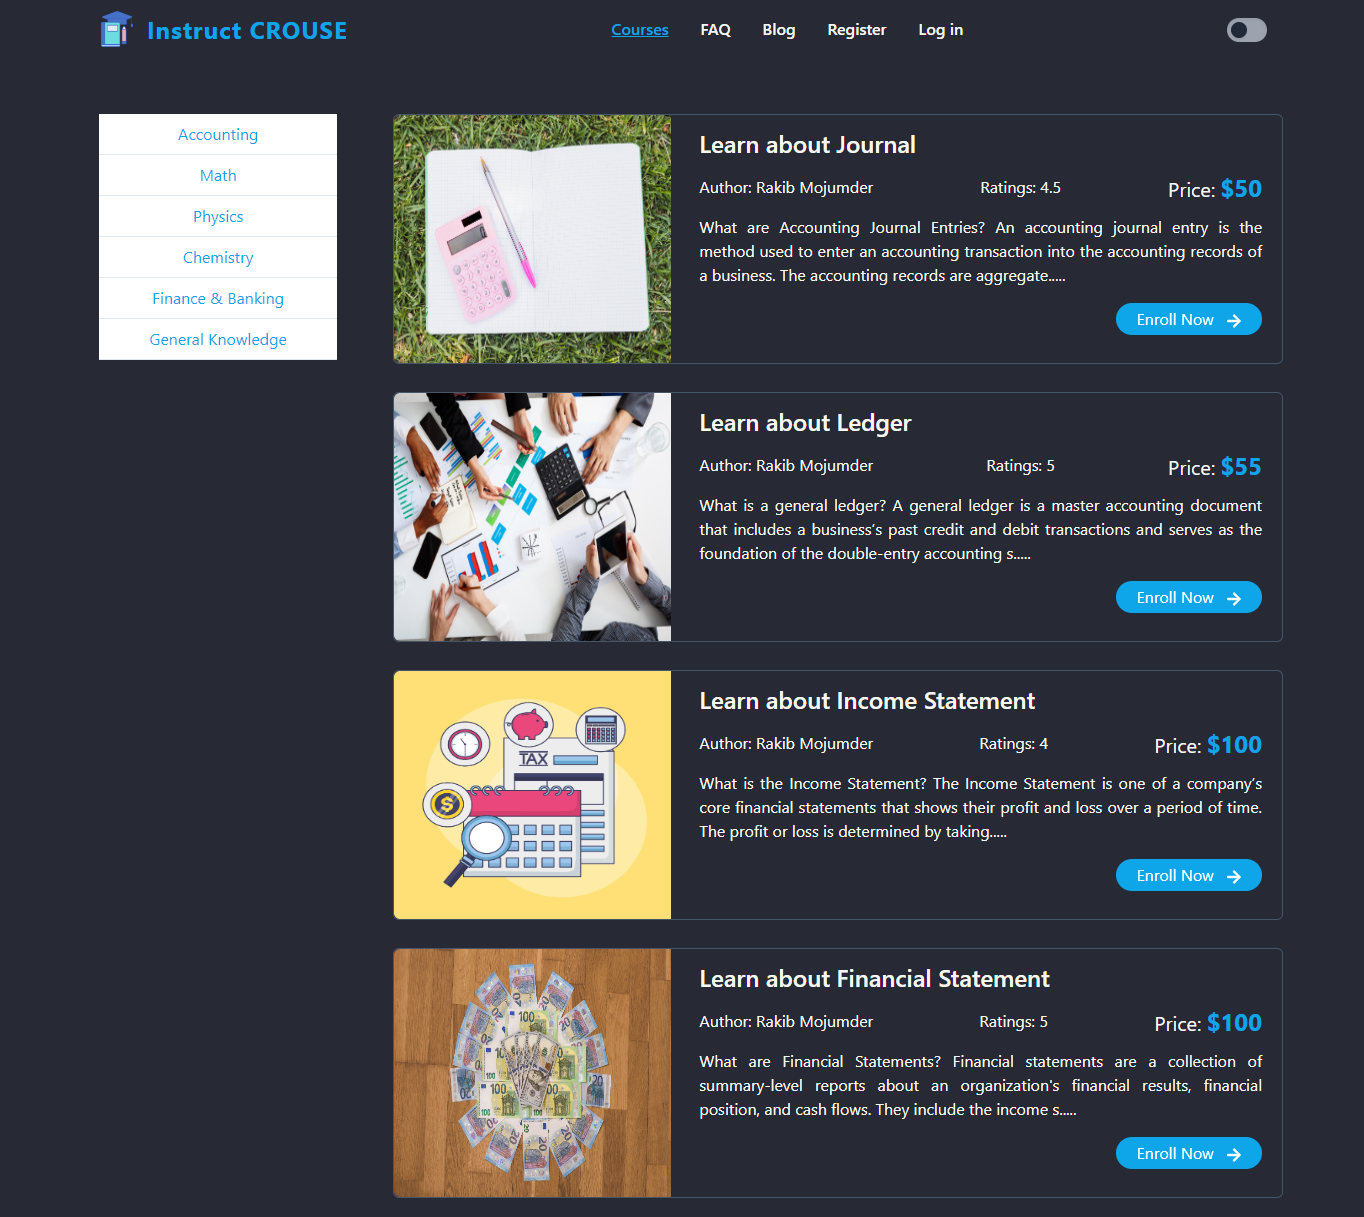 Instruct CROUSE
Courses FAQ Blog Register Log in
Accounting
Math
Physics
Chemistry
Finance & Banking
General Knowledge
Learn about Journal
Author: Rakib Mojumder Ratings: 4.5 Price: $50
What are Accounting Journal Entries? An accounting journal entry is the
method used to enter an accounting transaction into the accounting records of
a business. The accounting records are aggregate.....
Enroll Now
Learn about Ledger
Author: Rakib Mojumder Ratings: 5 Price: $55
What is a general ledger? A general ledger is a master accounting document
that includes a business’s past credit and debit transactions and serves as the
foundation of the double-entry accounting s.....
Enroll Now
TAX
$
Learn about Income Statement
Author: Rakib Mojumder Ratings: 4 Price: $100
What is the Income Statement? The Income Statement is one of a company’s
core financial statements that shows their profit and loss over a period of time.
The profit or loss is determined by taking.....
Enroll Now
Learn about Financial Statement
Author: Rakib Mojumder Ratings: 5 Price: $100
What are Financial Statements? Financial statements are a collection of
summary-level reports about an organization's financial results, financial
position, and cash flows. They include the income s.....
Enroll Now